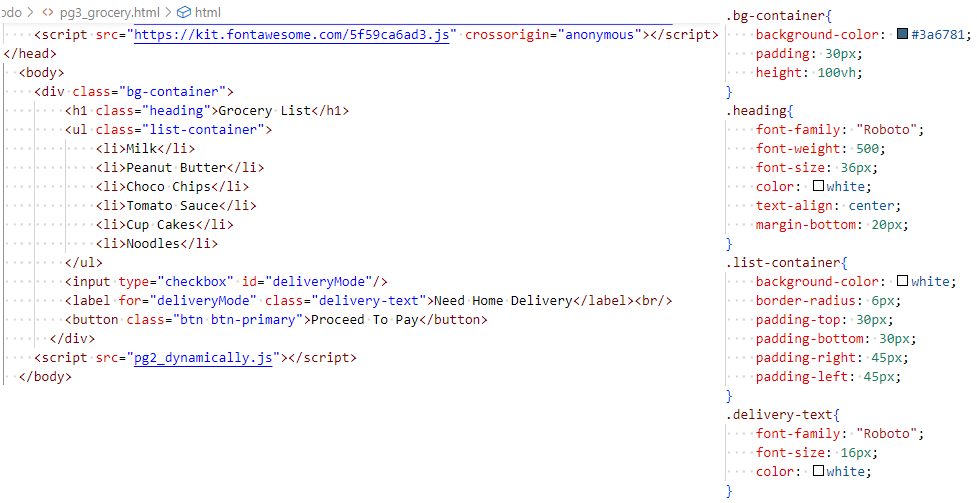 odo > <> pg3_grocery.html > html
<script src="https://kit.fontawesome.com/5f59ca6ad3.js" crossorigin="anonymous"></script>
</head>
<body>
<div class="bg-container">
<h1 class="heading">Grocery List</h1>
<ul class="list-container">
<li>Milk</li>
<li>Peanut Butter</li>
<li>Choco Chips</li>
<li>Tomato Sauce</li>
<li>Cup Cakes</li>
<li>Noodles</li>
</ul>
<input type="checkbox" id="deliveryMode"/>
<label for="deliveryMode" class="delivery-text">Need Home Delivery</label><br/>
<button class="btn btn-primary">Proceed To Pay</button>
</div>
<script src="pg2_dynamically.js"></script>
</body>
.bg-container{
background-color: #3a6781;
padding: 30px;
height: 100vh;
}
.heading{
font-family: "Roboto";
font-weight: 500;
font-size: 36px;
color: white;
text-align: center;
margin-bottom: 20px;
}
.list-container{
background-color: white;
border-radius: 6px;
padding-top: 30px;
padding-bottom: 30px;
padding-right: 45px;
padding-left: 45px;
}
.delivery-text{
font-family: "Roboto";
font-size: 16px;
color: white;
}